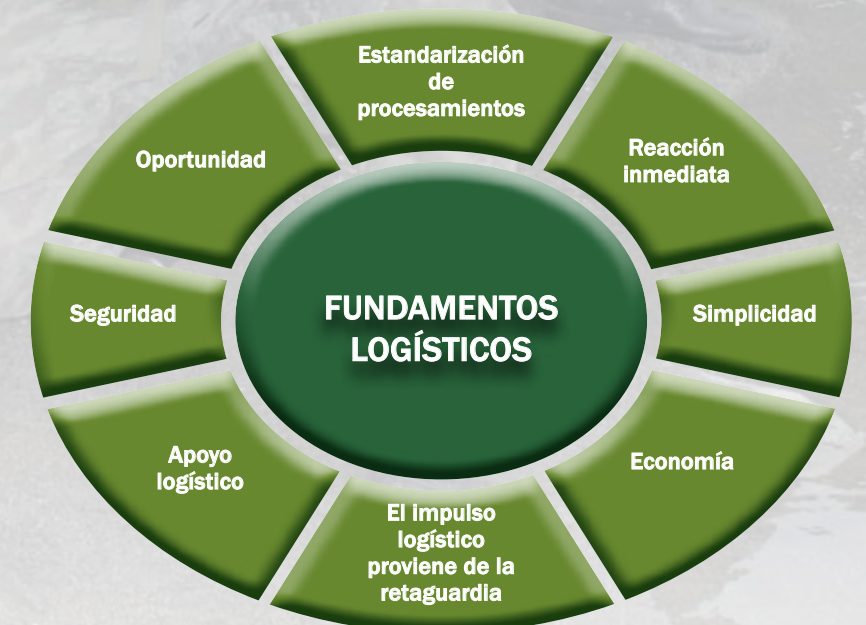 Estandarización
de
procesamientos
Reacción
inmediata
Simplicidad
Economía
El impulso
logístico
proviene de la
retaguardia
Apoyo
logístico
Seguridad
Oportunidad
FUNDAMENTOS
LOGÍSTICOS